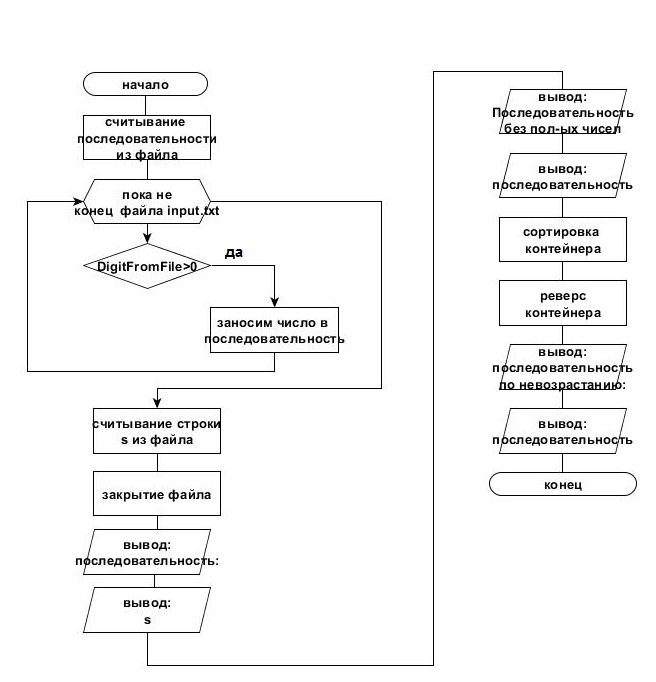 начало
считывание
последовательности
из файла
пока не
конец файла input.txt
DigitFromFile>0
да
заносим число в
последовательность
считывание строки
s из файла
закрытие файла
вывод:
последовательность:
вывод:
s
вывод:
Последовательность
без пол-ых чисел
вывод:
последовательность
сортировка
контейнера
реверс
контейнера
вывод:
последовательность
по невозрастанию:
вывод:
последовательность
конец